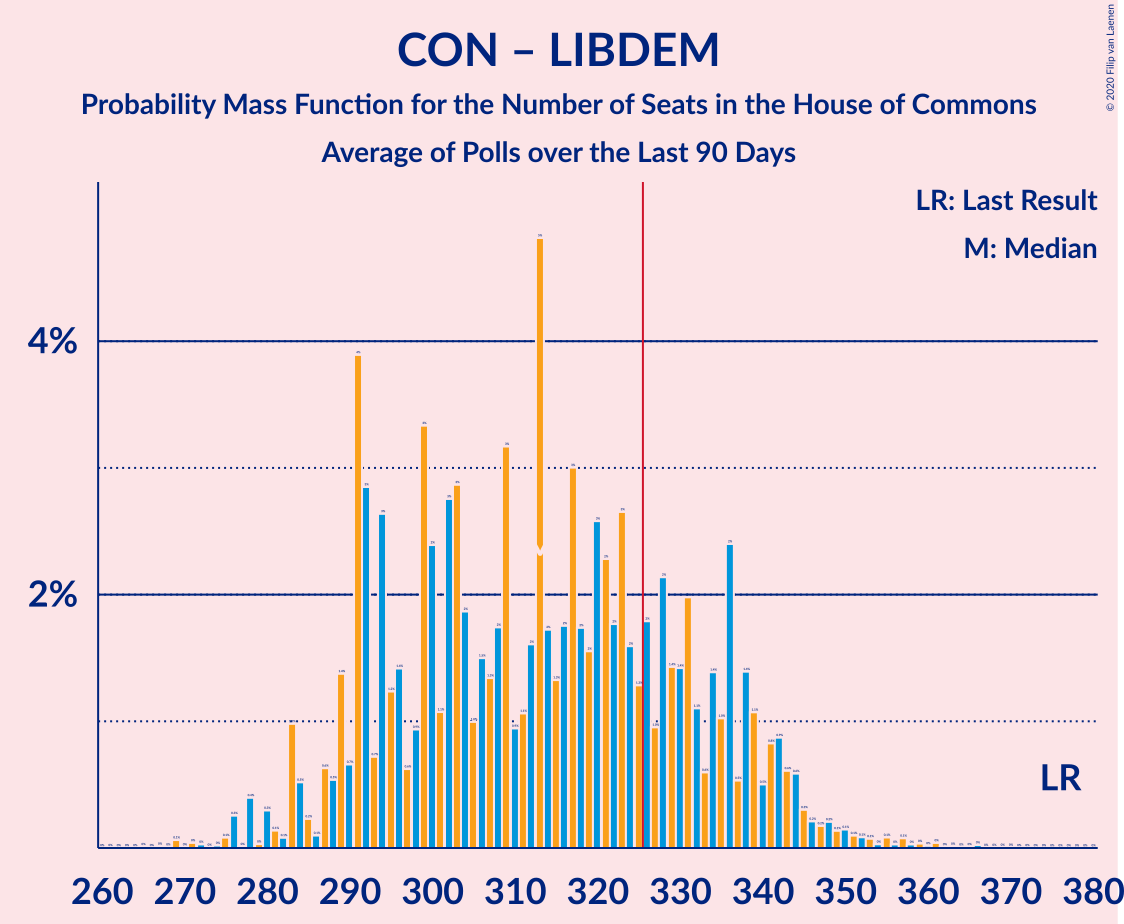 CON – LIBDEM
Probability Mass Function for the Number of Seats in the House of Commons
Average of Polls over the Last 90 Days
© 2020 Filip van Laenen
LR: Last Result
M: Median
4%
2%
LR
260 270 280 290 300 310 320 330 340 350 360 370 380